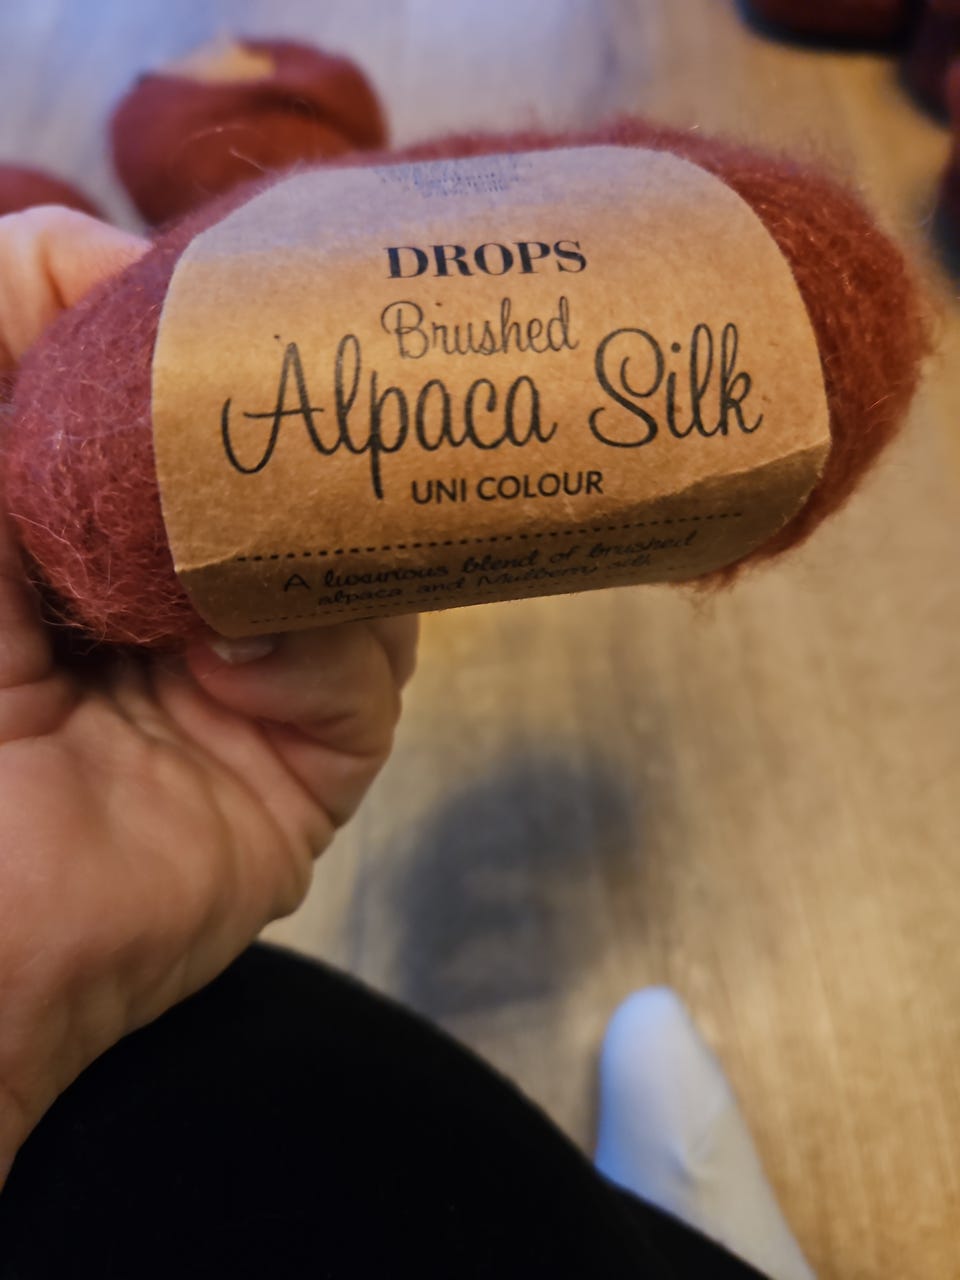 DROPS
Brushed
Alpaca Silk
UNI COLOUR
A luxurious blend of brushed
alpaca and Mulberry silk.